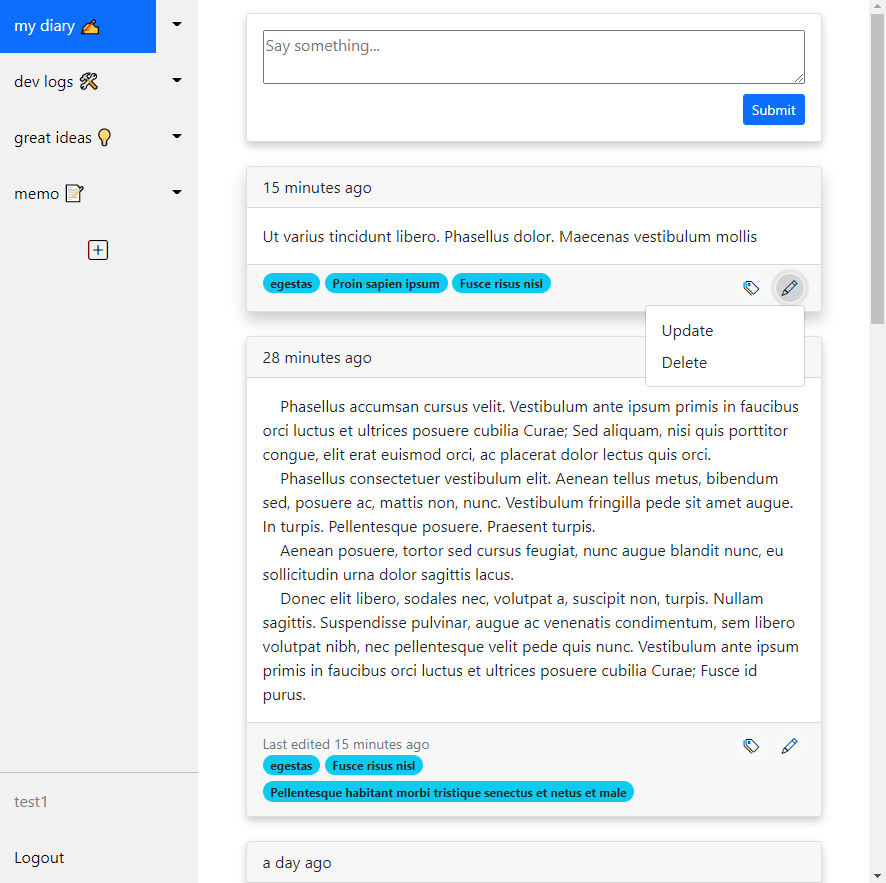 my diary ✍️
dev logs 🛠️
great ideas 💡
memo 📝
test1
Logout
Say something...
Submit
15 minutes ago
Ut varius tincidunt libero. Phasellus dolor. Maecenas vestibulum mollis
egestas Proin sapien ipsum Fusce risus nisl
Update
Delete
28 minutes ago
Phasellus accumsan cursus velit. Vestibulum ante ipsum primis in faucibus
orci luctus et ultrices posuere cubilia Curae; Sed aliquam, nisi quis porttitor
congue, elit erat euismod orci, ac placerat dolor lectus quis orci.
Phasellus consectetuer vestibulum elit. Aenean tellus metus, bibendum
sed, posuere ac, mattis non, nunc. Vestibulum fringilla pede sit amet augue.
In turpis. Pellentesque posuere. Praesent turpis.
Aenean posuere, tortor sed cursus feugiat, nunc augue blandit nunc, eu
sollicitudin urna dolor sagittis lacus.
Donec elit libero, sodales nec, volutpat a, suscipit non, turpis. Nullam
sagittis. Suspendisse pulvinar, augue ac venenatis condimentum, sem libero
volutpat nibh, nec pellentesque velit pede quis nunc. Vestibulum ante ipsum
primis in faucibus orci luctus et ultrices posuere cubilia Curae; Fusce id
purus.
Last edited 15 minutes ago
egestas Fusce risus nisl
Pellentesque habitant morbi tristique senectus et netus et male
a day ago